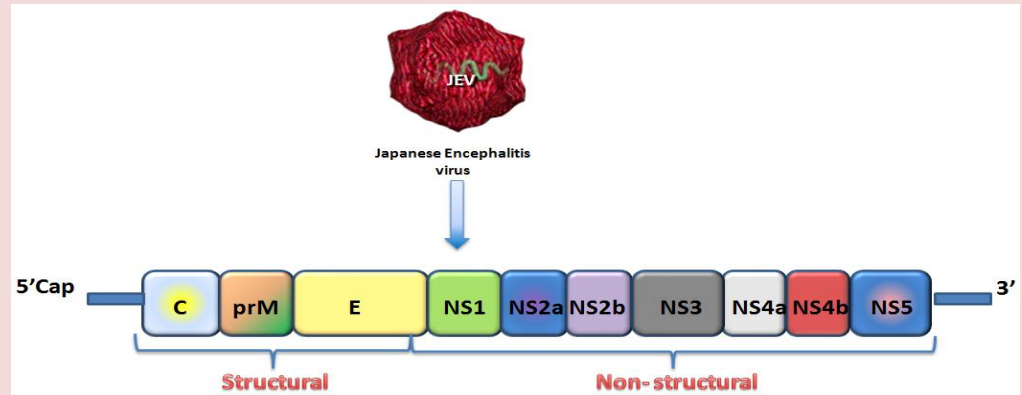 JEV
Japanese Encephalitis
virus
5'Cap
C
prM
E
NS1
NS2a
NS2b
NS3
NS4a
NS4b
NS5
3'
Structural
Non- structural